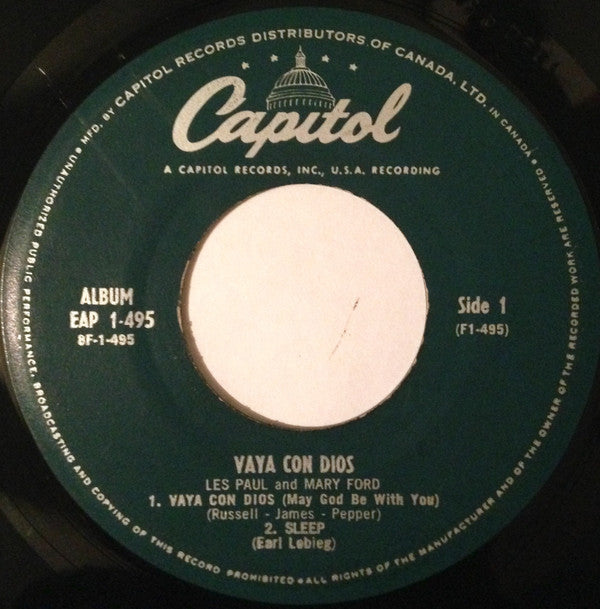 MFD. BY CAPITOL RECORDS DISTRIBUTORS OF CANADA, LTD. IN CANADA • UNAUTHORIZED PUBLIC PERFORMANCE, BROADCASTING AND COPYING OF THIS RECORD PROHIBITED • ALL RIGHTS OF THE MANUFACTURER AND OF THE OWNER OF THE RECORDED WORK ARE RESERVED •
Capitol
A CAPITOL RECORDS, INC., U.S.A. RECORDING
ALBUM
EAP 1-495
8F-1-495
Side 1
(F1-495)
VAYA CON DIOS
LES PAUL and MARY FORD
1. VAYA CON DIOS (May God Be With You)
(Russell - James - Pepper)
2. SLEEP
(Earl Lebieg)